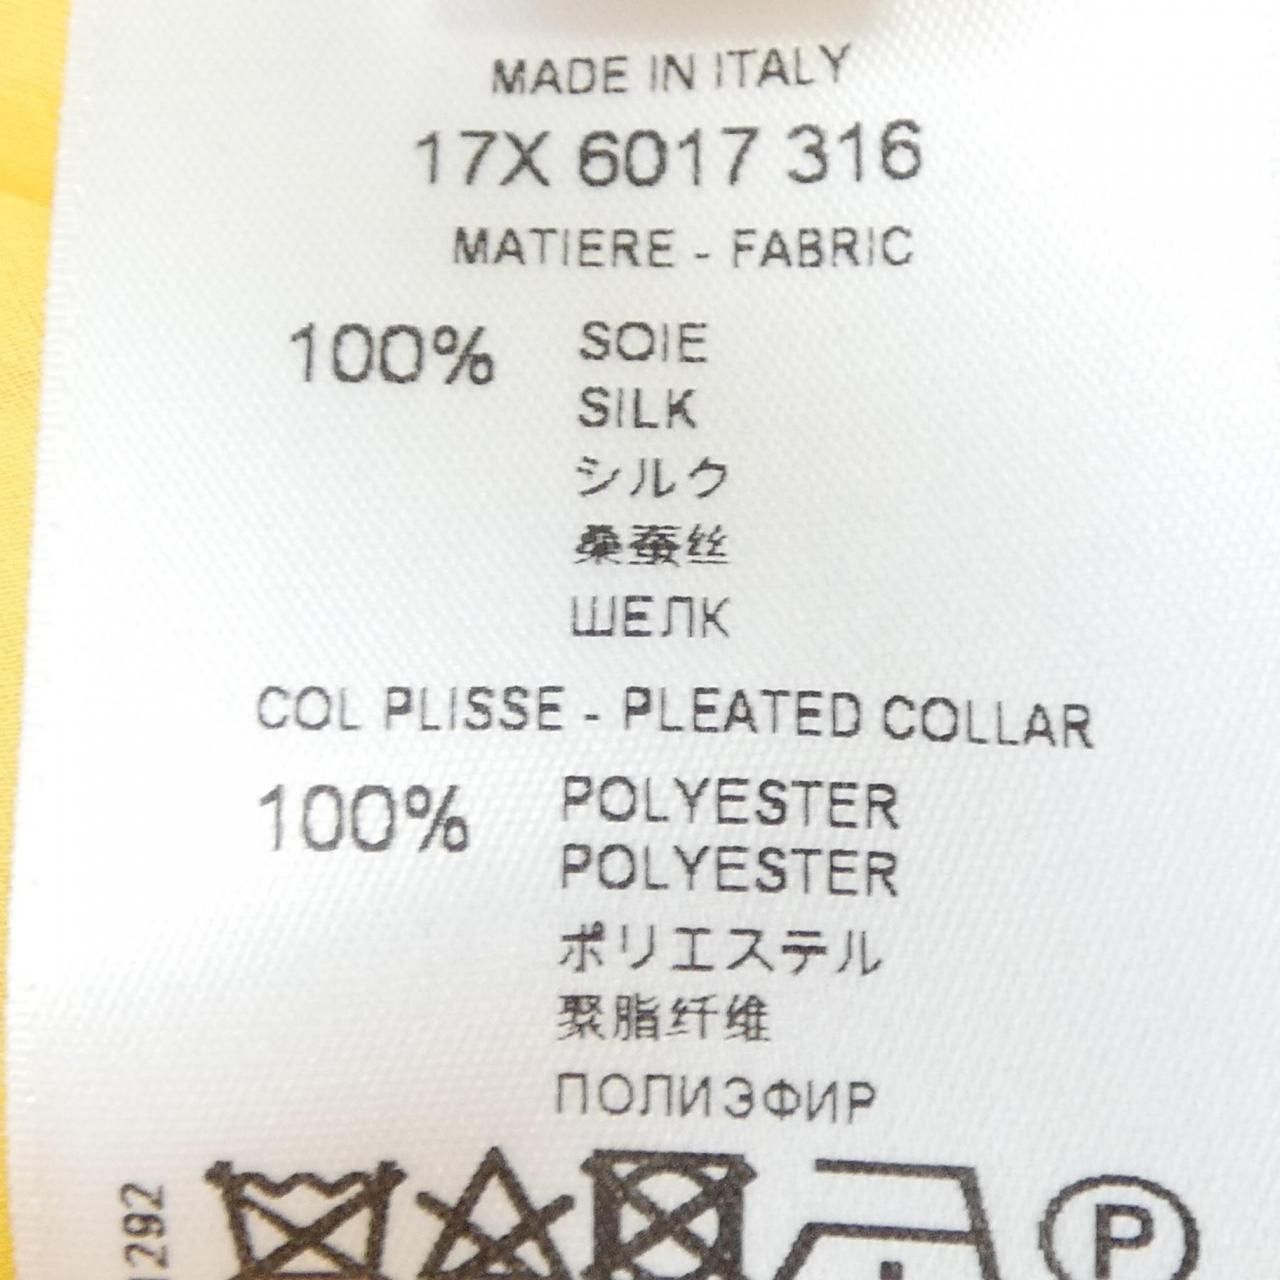 MADE IN ITALY
17X 6017 316
MATIERE - FABRIC
100% SOIE
SILK
シルク
桑蚕丝
ШЕЛК
COL PLISSE - PLEATED COLLAR
100% POLYESTER
POLYESTER
ポリエステル
聚脂纤维
ПОЛИЭФИР
1292
P